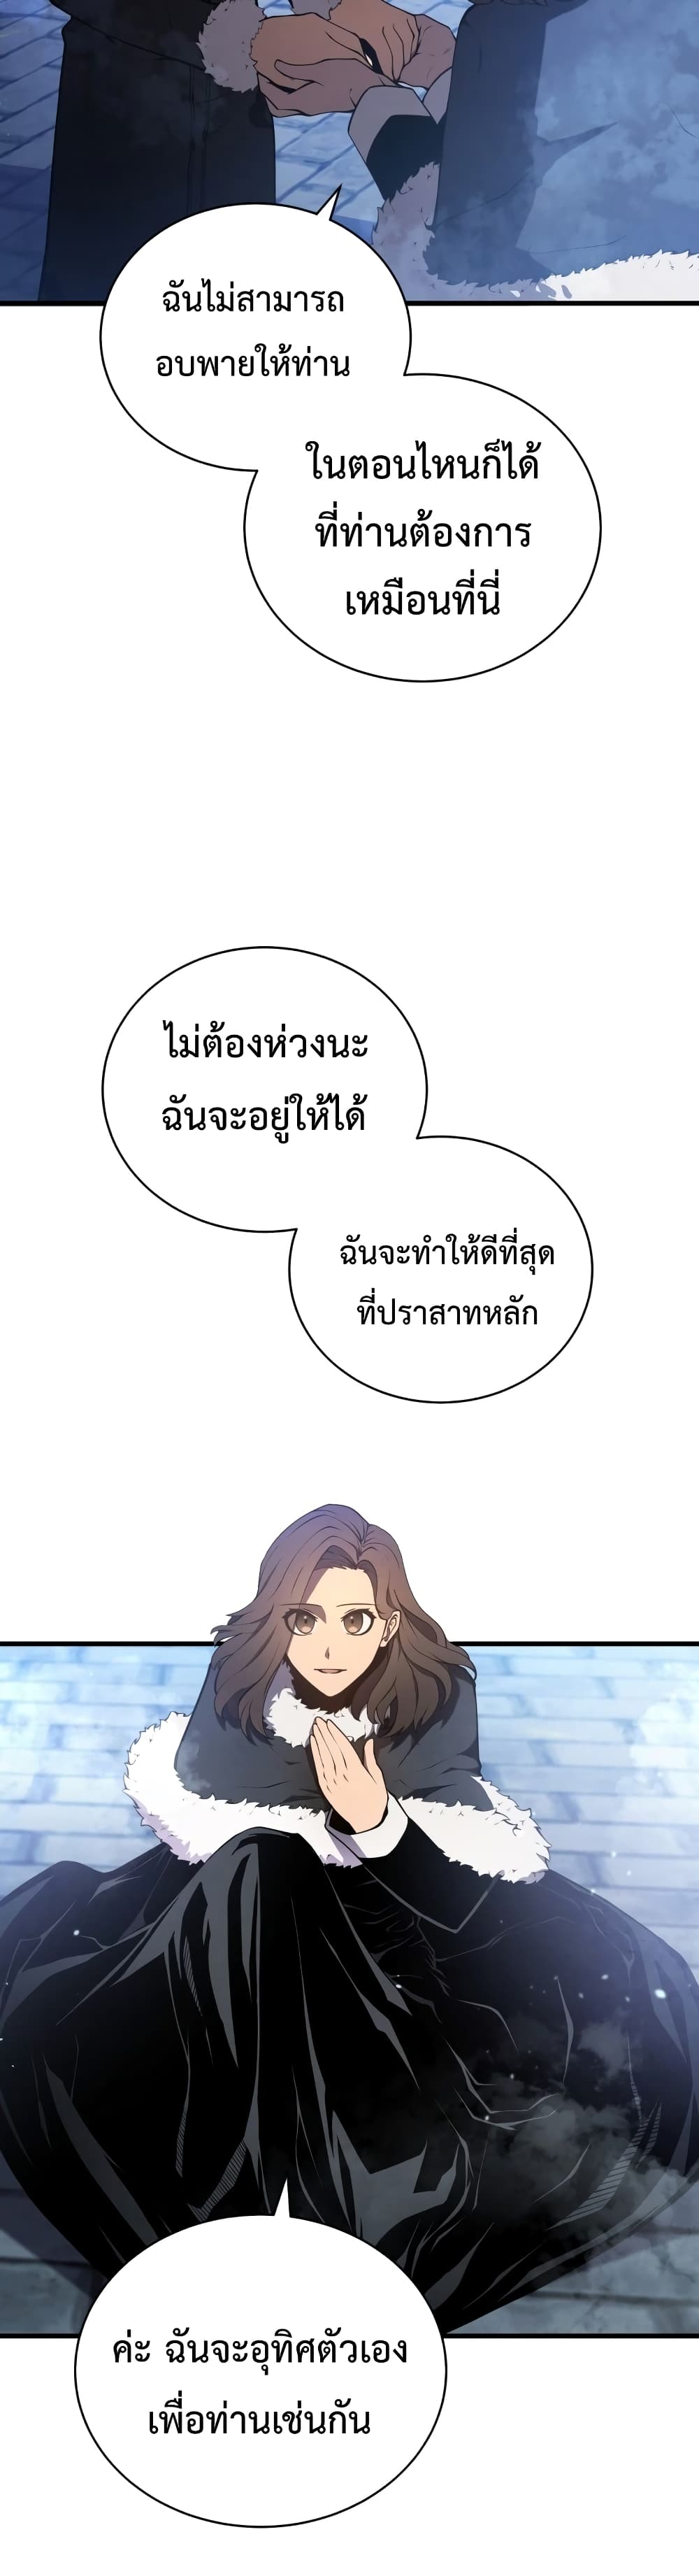 ฉันไม่สามารถ
อบพายให้ท่าน
ในตอนไหนก็ได้
ที่ท่านต้องการ
เหมือนที่นี่
ไม่ต้องห่วงนะ
ฉันจะอยู่ให้ได้
ฉันจะทำให้ดีที่สุด
ที่ปราสาทหลัก
ค่ะ ฉันจะอุทิศตัวเอง
เพื่อท่านเช่นกัน